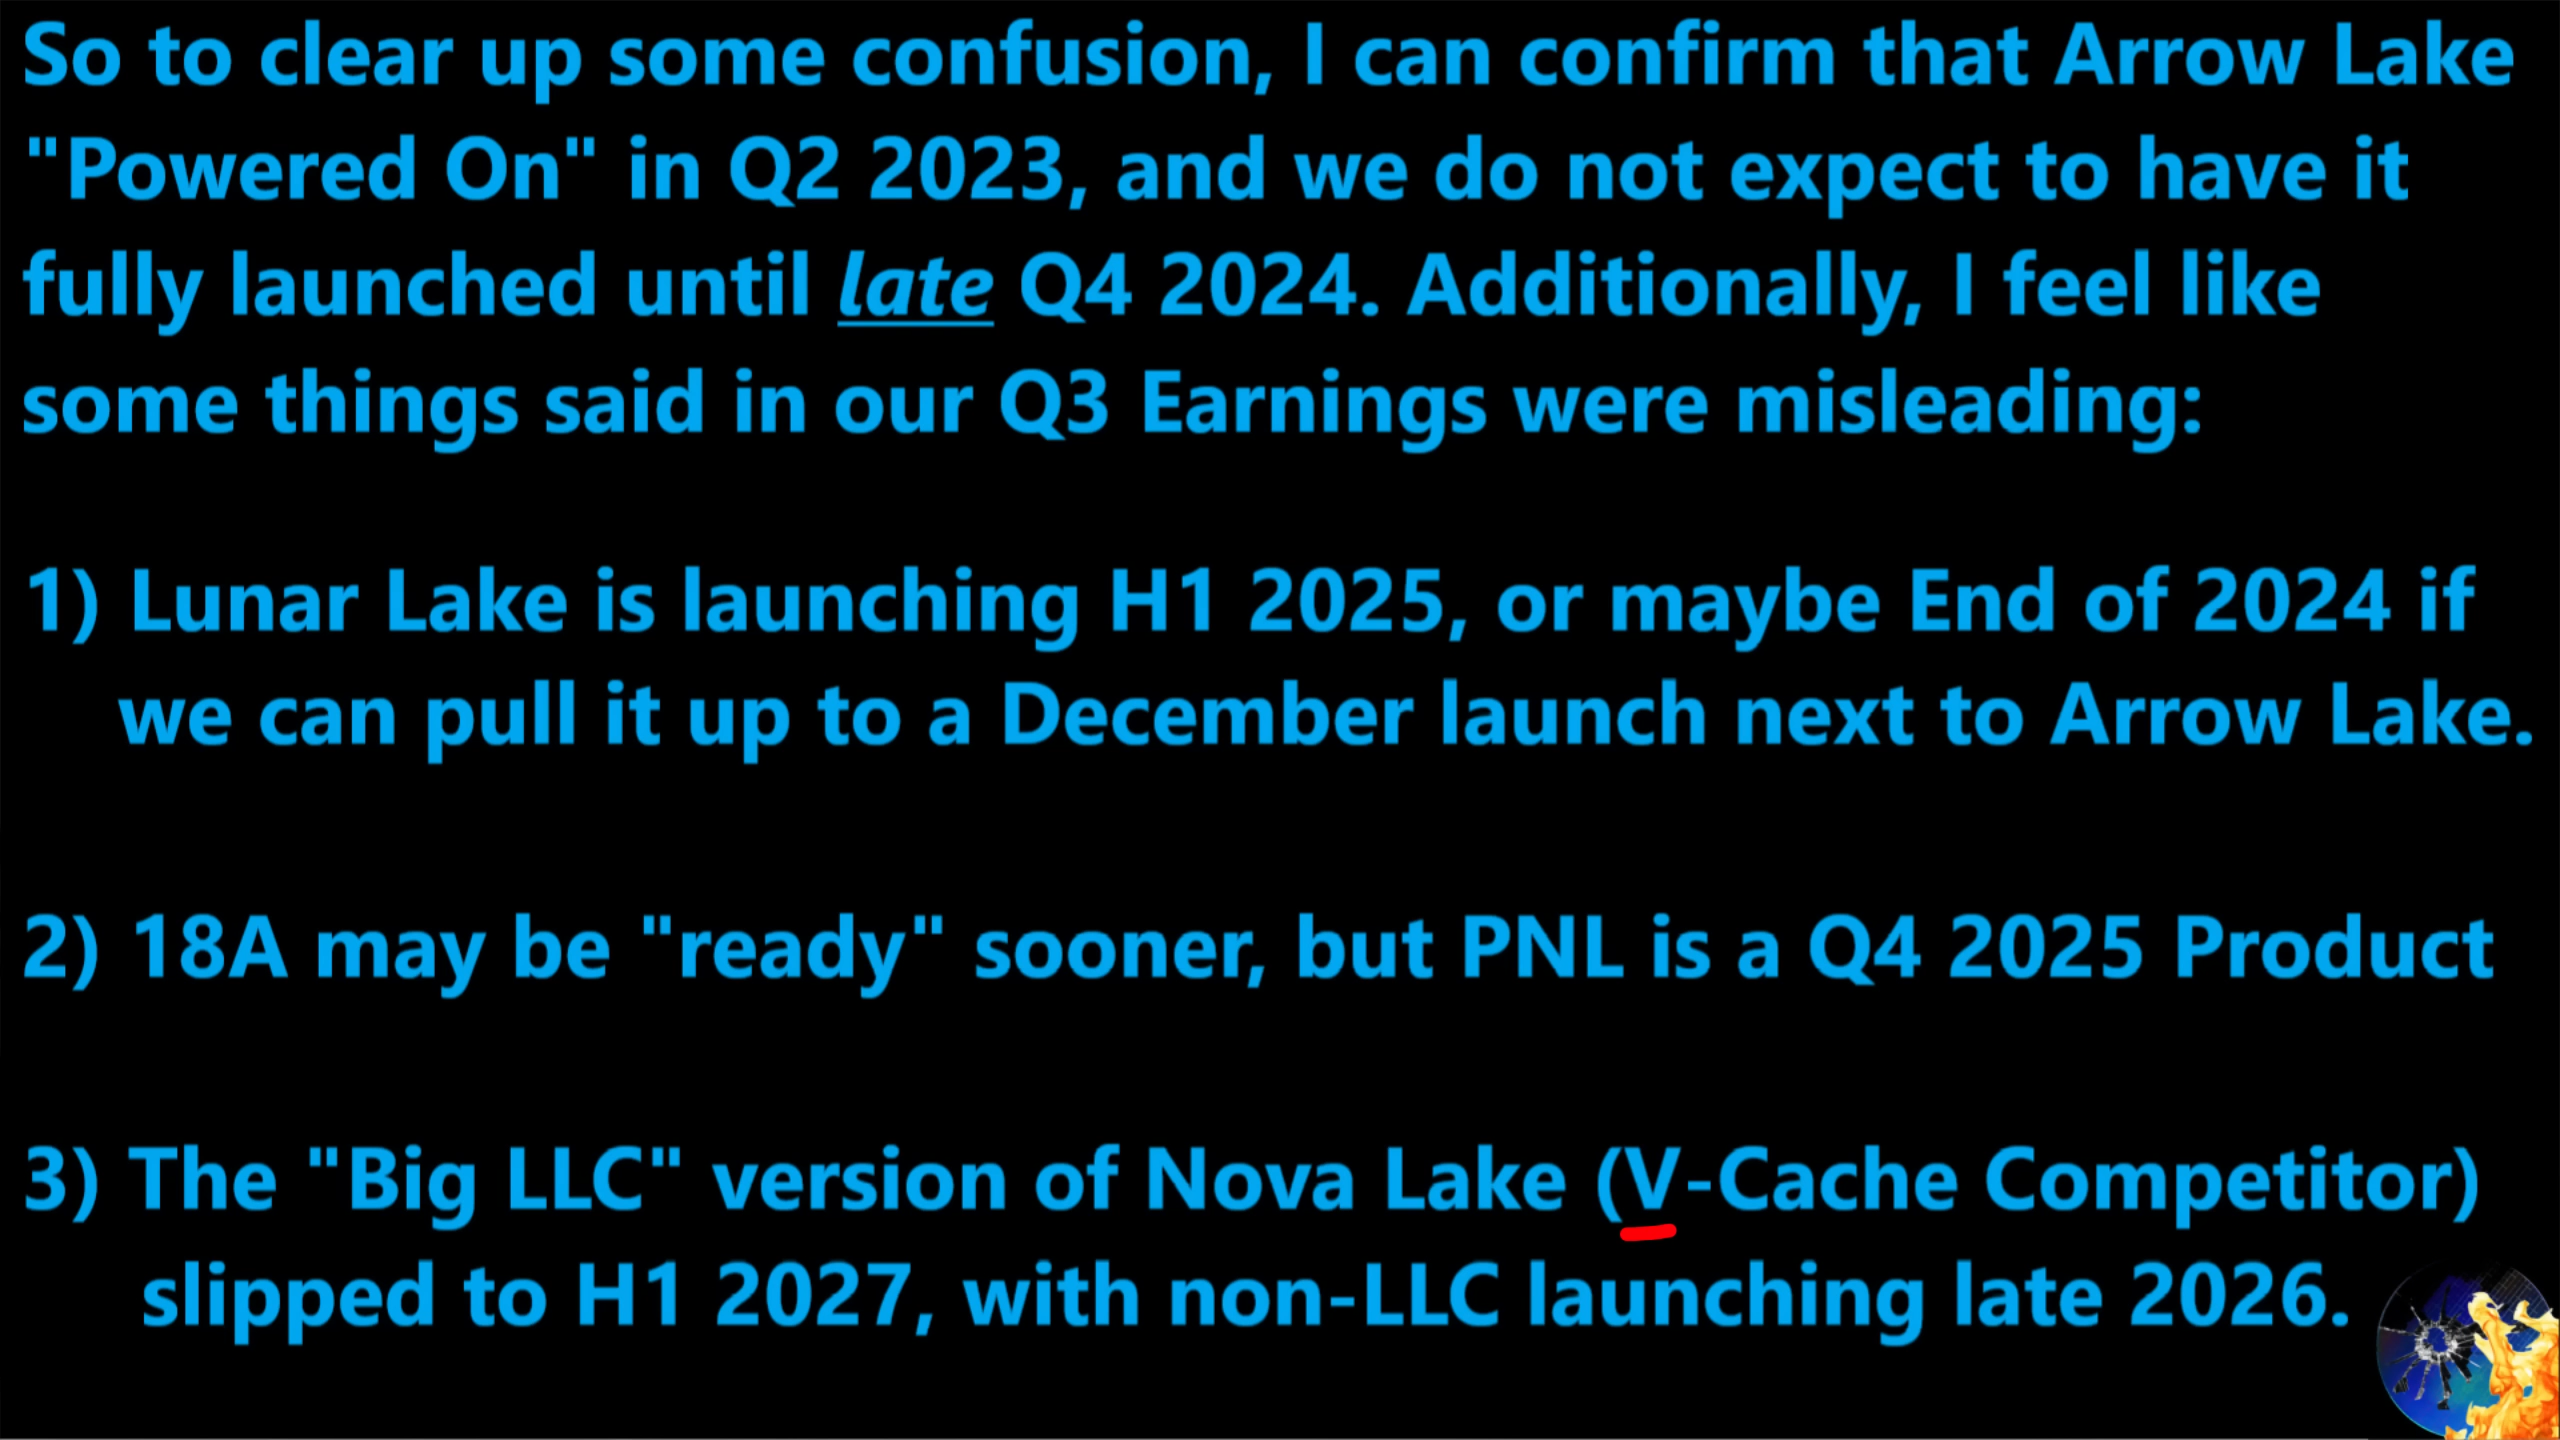 So to clear up some confusion, I can confirm that Arrow Lake
"Powered On" in Q2 2023, and we do not expect to have it
fully launched until late Q4 2024. Additionally, I feel like
some things said in our Q3 Earnings were misleading:
1) Lunar Lake is launching H1 2025, or maybe End of 2024 if
we can pull it up to a December launch next to Arrow Lake.
2) 18A may be "ready" sooner, but PNL is a Q4 2025 Product
3) The "Big LLC" version of Nova Lake (V-Cache Competitor)
slipped to H1 2027, with non-LLC launching late 2026.